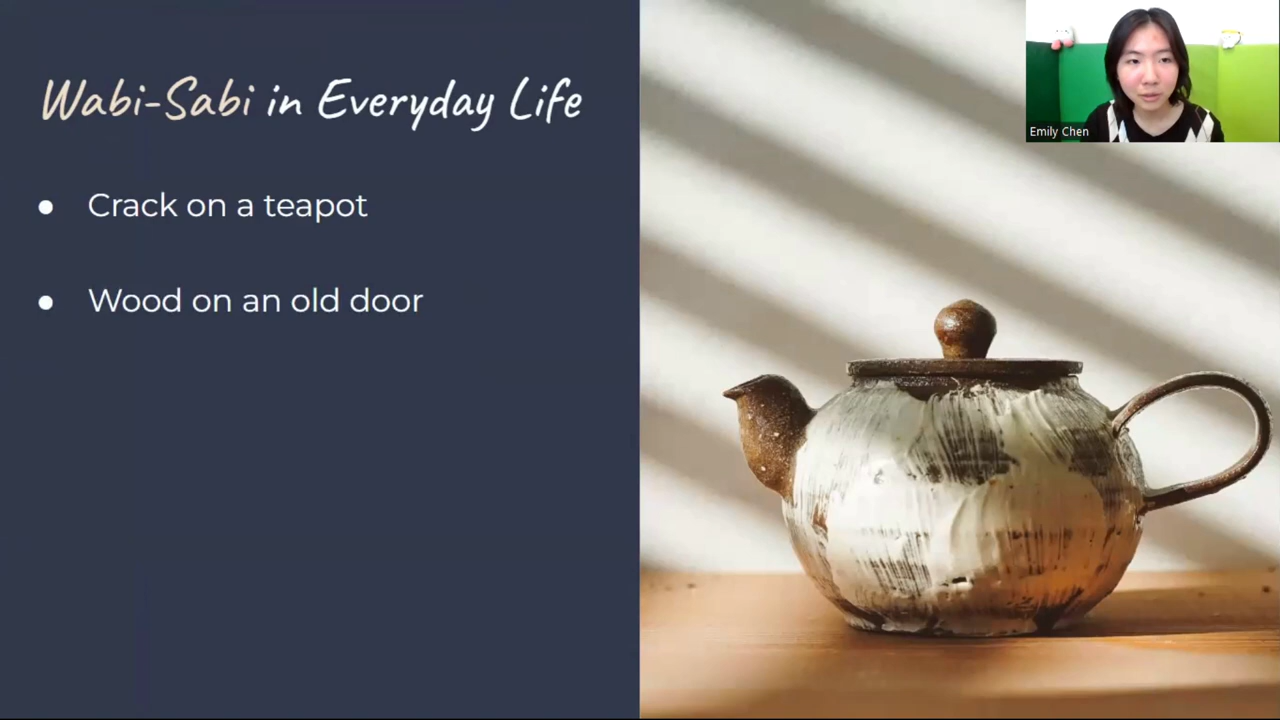 Wabi-Sabi in Everyday Life
● Crack on a teapot
● Wood on an old door
Emily Chen